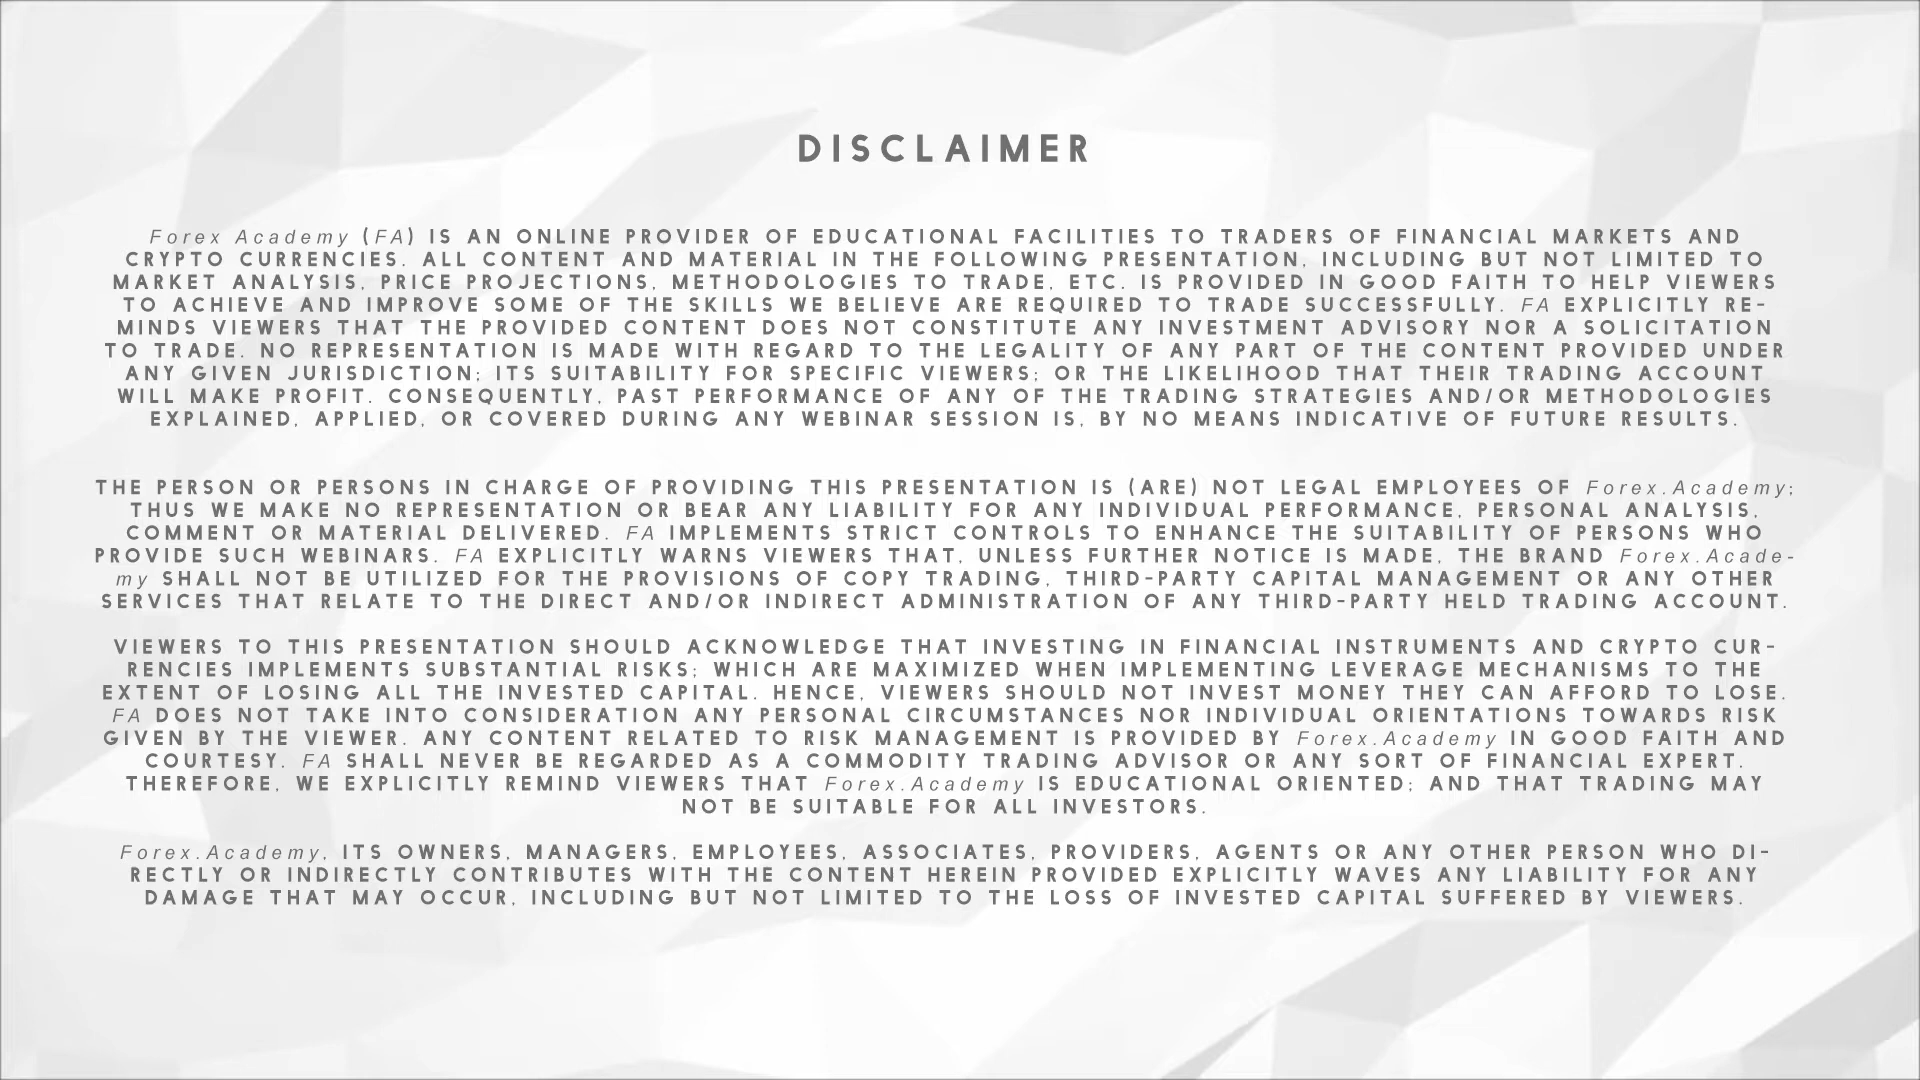 DISCLAIMER
Forex Academy (FA) IS AN ONLINE PROVIDER OF EDUCATIONAL FACILITIES TO TRADERS OF FINANCIAL MARKETS AND
CRYPTO CURRENCIES. ALL CONTENT AND MATERIAL IN THE FOLLOWING PRESENTATION, INCLUDING BUT NOT LIMITED TO
MARKET ANALYSIS, PRICE PROJECTIONS, METHODOLOGIES TO TRADE, ETC. IS PROVIDED IN GOOD FAITH TO HELP VIEWERS
TO ACHIEVE AND IMPROVE SOME OF THE SKILLS WE BELIEVE ARE REQUIRED TO TRADE SUCCESSFULLY. FA EXPLICITLY RE-
MINDS VIEWERS THAT THE PROVIDED CONTENT DOES NOT CONSTITUTE ANY INVESTMENT ADVISORY NOR A SOLICITATION
TO TRADE. NO REPRESENTATION IS MADE WITH REGARD TO THE LEGALITY OF ANY PART OF THE CONTENT PROVIDED UNDER
ANY GIVEN JURISDICTION; ITS SUITABILITY FOR SPECIFIC VIEWERS; OR THE LIKELIHOOD THAT THEIR TRADING ACCOUNT
WILL MAKE PROFIT. CONSEQUENTLY, PAST PERFORMANCE OF ANY OF THE TRADING STRATEGIES AND/OR METHODOLOGIES
EXPLAINED, APPLIED, OR COVERED DURING ANY WEBINAR SESSION IS, BY NO MEANS INDICATIVE OF FUTURE RESULTS.
THE PERSON OR PERSONS IN CHARGE OF PROVIDING THIS PRESENTATION IS (ARE) NOT LEGAL EMPLOYEES OF Forex.Academy;
THUS WE MAKE NO REPRESENTATION OR BEAR ANY LIABILITY FOR ANY INDIVIDUAL PERFORMANCE, PERSONAL ANALYSIS,
COMMENT OR MATERIAL DELIVERED. FA IMPLEMENTS STRICT CONTROLS TO ENHANCE THE SUITABILITY OF PERSONS WHO
PROVIDE SUCH WEBINARS. FA EXPLICITLY WARNS VIEWERS THAT, UNLESS FURTHER NOTICE IS MADE, THE BRAND Forex.Acade-
my SHALL NOT BE UTILIZED FOR THE PROVISIONS OF COPY TRADING, THIRD-PARTY CAPITAL MANAGEMENT OR ANY OTHER
SERVICES THAT RELATE TO THE DIRECT AND/OR INDIRECT ADMINISTRATION OF ANY THIRD-PARTY HELD TRADING ACCOUNT.
VIEWERS TO THIS PRESENTATION SHOULD ACKNOWLEDGE THAT INVESTING IN FINANCIAL INSTRUMENTS AND CRYPTO CUR-
RENCIES IMPLEMENTS SUBSTANTIAL RISKS; WHICH ARE MAXIMIZED WHEN IMPLEMENTING LEVERAGE MECHANISMS TO THE
EXTENT OF LOSING ALL THE INVESTED CAPITAL. HENCE, VIEWERS SHOULD NOT INVEST MONEY THEY CAN AFFORD TO LOSE.
FA DOES NOT TAKE INTO CONSIDERATION ANY PERSONAL CIRCUMSTANCES NOR INDIVIDUAL ORIENTATIONS TOWARDS RISK
GIVEN BY THE VIEWER. ANY CONTENT RELATED TO RISK MANAGEMENT IS PROVIDED BY Forex.Academy IN GOOD FAITH AND
COURTESY. FA SHALL NEVER BE REGARDED AS A COMMODITY TRADING ADVISOR OR ANY SORT OF FINANCIAL EXPERT.
THEREFORE, WE EXPLICITLY REMIND VIEWERS THAT Forex.Academy IS EDUCATIONAL ORIENTED; AND THAT TRADING MAY
NOT BE SUITABLE FOR ALL INVESTORS.
Forex.Academy, ITS OWNERS, MANAGERS, EMPLOYEES, ASSOCIATES, PROVIDERS, AGENTS OR ANY OTHER PERSON WHO DI-
RECTLY OR INDIRECTLY CONTRIBUTES WITH THE CONTENT HEREIN PROVIDED EXPLICITLY WAVES ANY LIABILITY FOR ANY
DAMAGE THAT MAY OCCUR, INCLUDING BUT NOT LIMITED TO THE LOSS OF INVESTED CAPITAL SUFFERED BY VIEWERS.